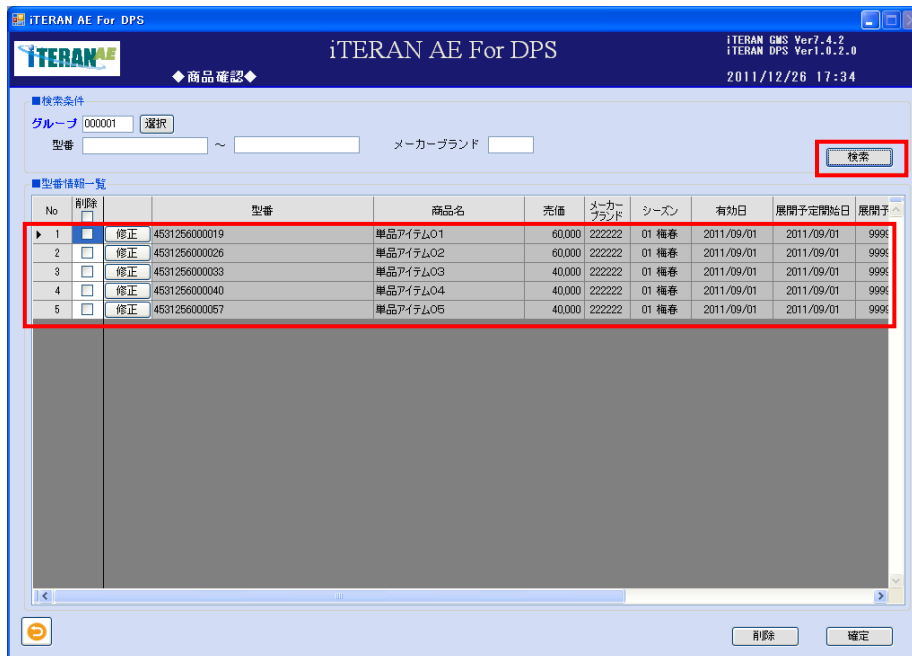 iTERAN AE For DPS
iTERAN AE
iTERAN AE For DPS
iTERAN GMS Ver7.4.2
iTERAN DPS Ver1.0.2.0
◆商品確認◆
2011/12/26 17:34
■検索条件
グループ 000001 選択
型番 ～ メーカーブランド
検索
■型番情報一覧
No 削除 型番 商品名 売価 メーカーブランド シーズン 有効日 展開予定開始日 展開予
1 修正 4531256000019 単品アイテム01 60,000 222222 01 梅春 2011/09/01 2011/09/01 9999
2 修正 4531256000026 単品アイテム02 60,000 222222 01 梅春 2011/09/01 2011/09/01 9999
3 修正 4531256000033 単品アイテム03 40,000 222222 01 梅春 2011/09/01 2011/09/01 9999
4 修正 4531256000040 単品アイテム04 40,000 222222 01 梅春 2011/09/01 2011/09/01 9999
5 修正 4531256000057 単品アイテム05 40,000 222222 01 梅春 2011/09/01 2011/09/01 9999
削除 確定